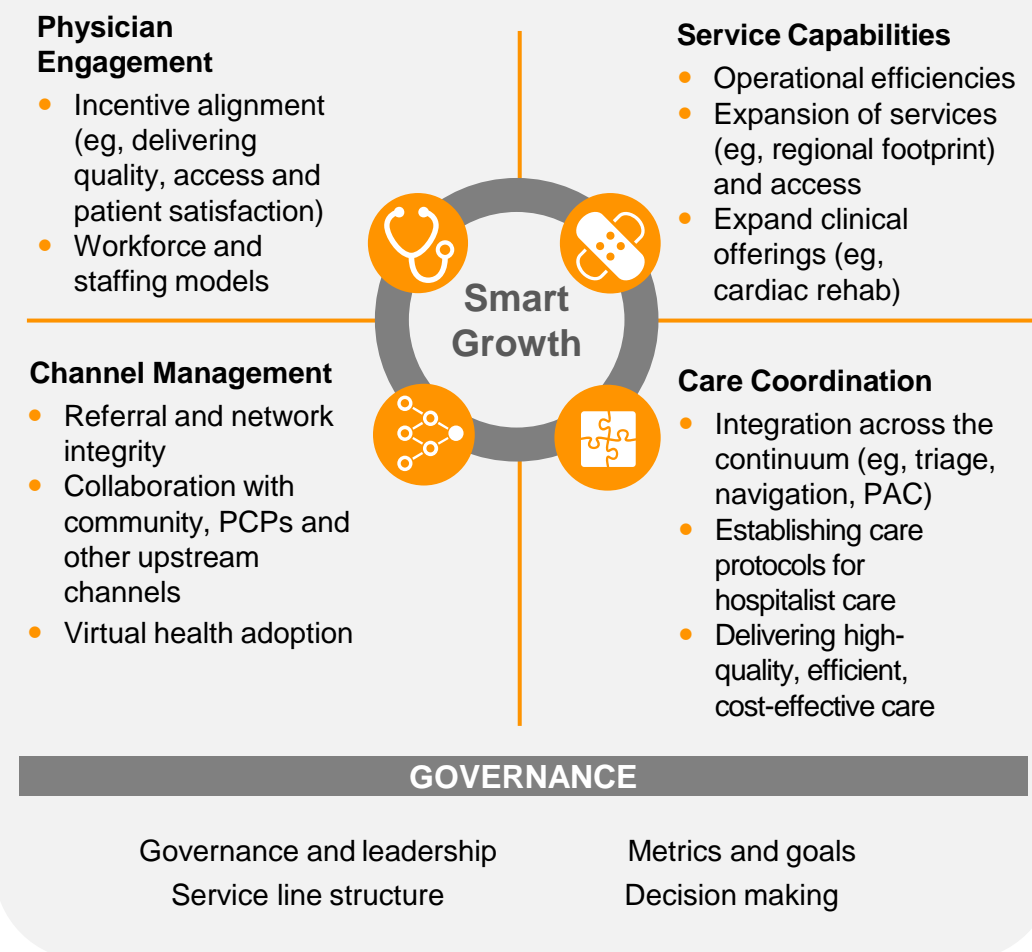 Physician
Engagement
• Incentive alignment
(eg, delivering
quality, access and
patient satisfaction)
• Workforce and
staffing models
Service Capabilities
• Operational efficiencies
• Expansion of services
(eg, regional footprint)
and access
• Expand clinical
offerings (eg,
cardiac rehab)
Smart
Growth
Channel Management
• Referral and network
integrity
• Collaboration with
community, PCPs and
other upstream
channels
• Virtual health adoption
Care Coordination
• Integration across the
continuum (eg, triage,
navigation, PAC)
• Establishing care
protocols for
hospitalist care
• Delivering high-
quality, efficient,
cost-effective care
GOVERNANCE
Governance and leadership
Metrics and goals
Service line structure
Decision making